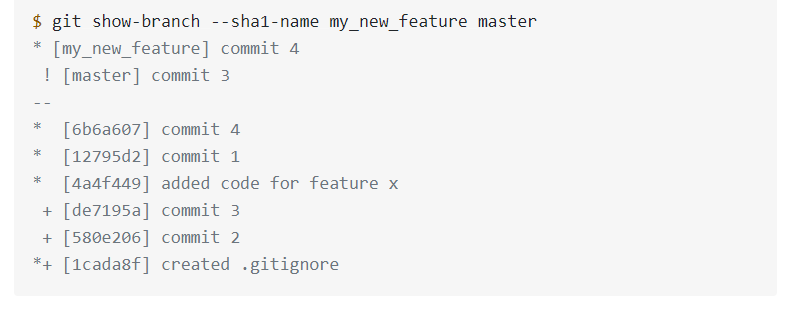 $ git show-branch --sha1-name my_new_feature master
* [my_new_feature] commit 4
 ! [master] commit 3
--
*  [6b6a607] commit 4
*  [12795d2] commit 1
*  [4a4f449] added code for feature x
 + [de7195a] commit 3
 + [580e206] commit 2
*+ [1cada8f] created .gitignore